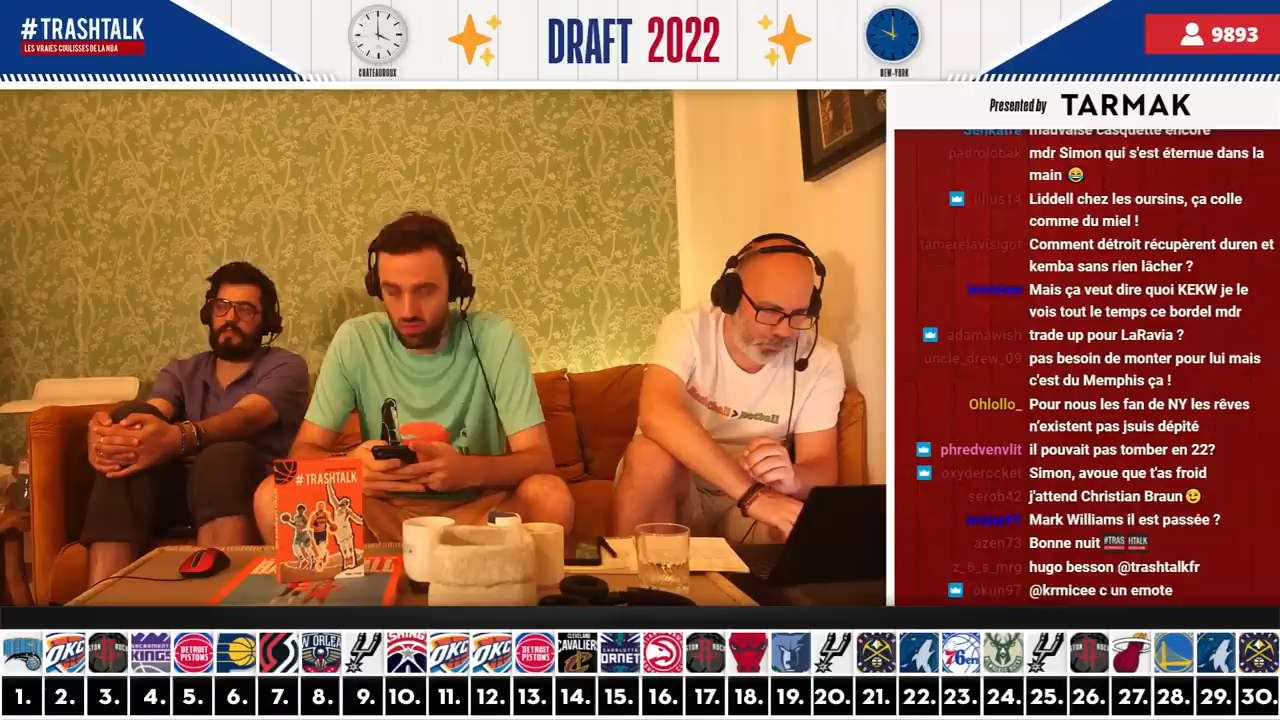 #TRASHTALK
LES VRAIES COULISSES DE LA NBA
CHÂTEAUROUX
DRAFT 2022
NEW-YORK
9893
Presented by TARMAK
mauvaise casquette encore
padrolobak mdr Simon qui s'est éternue dans la
main
Liddell chez les oursins, ça colle
comme du miel !
tamerelavisigot Comment détroit récupèrent duren et
kemba sans rien lâcher ?
krmicee Mais ça veut dire quoi KEKW je le
vois tout le temps ce bordel mdr
adamawish trade up pour LaRavia ?
uncle_drew_09 pas besoin de monter pour lui mais
c'est du Memphis ça !
Ohlollo_ Pour nous les fan de NY les rêves
n'existent pas jsuis dépité
phredvenvlit il pouvait pas tomber en 22?
oxyderocket Simon, avoue que t'as froid
serob42 j'attend Christian Braun
Mark Williams il est passée ?
azen73 Bonne nuit #TRAS HTALK
hugo besson @trashtalkfr
okun97 @krmicee c un emote
#TRASHTALK
1. 2. 3. 4. 5. 6. 7. 8. 9. 10. 11. 12. 13. 14. 15. 16. 17. 18. 19. 20. 21. 22. 23. 24. 25. 26. 27. 28. 29. 30.